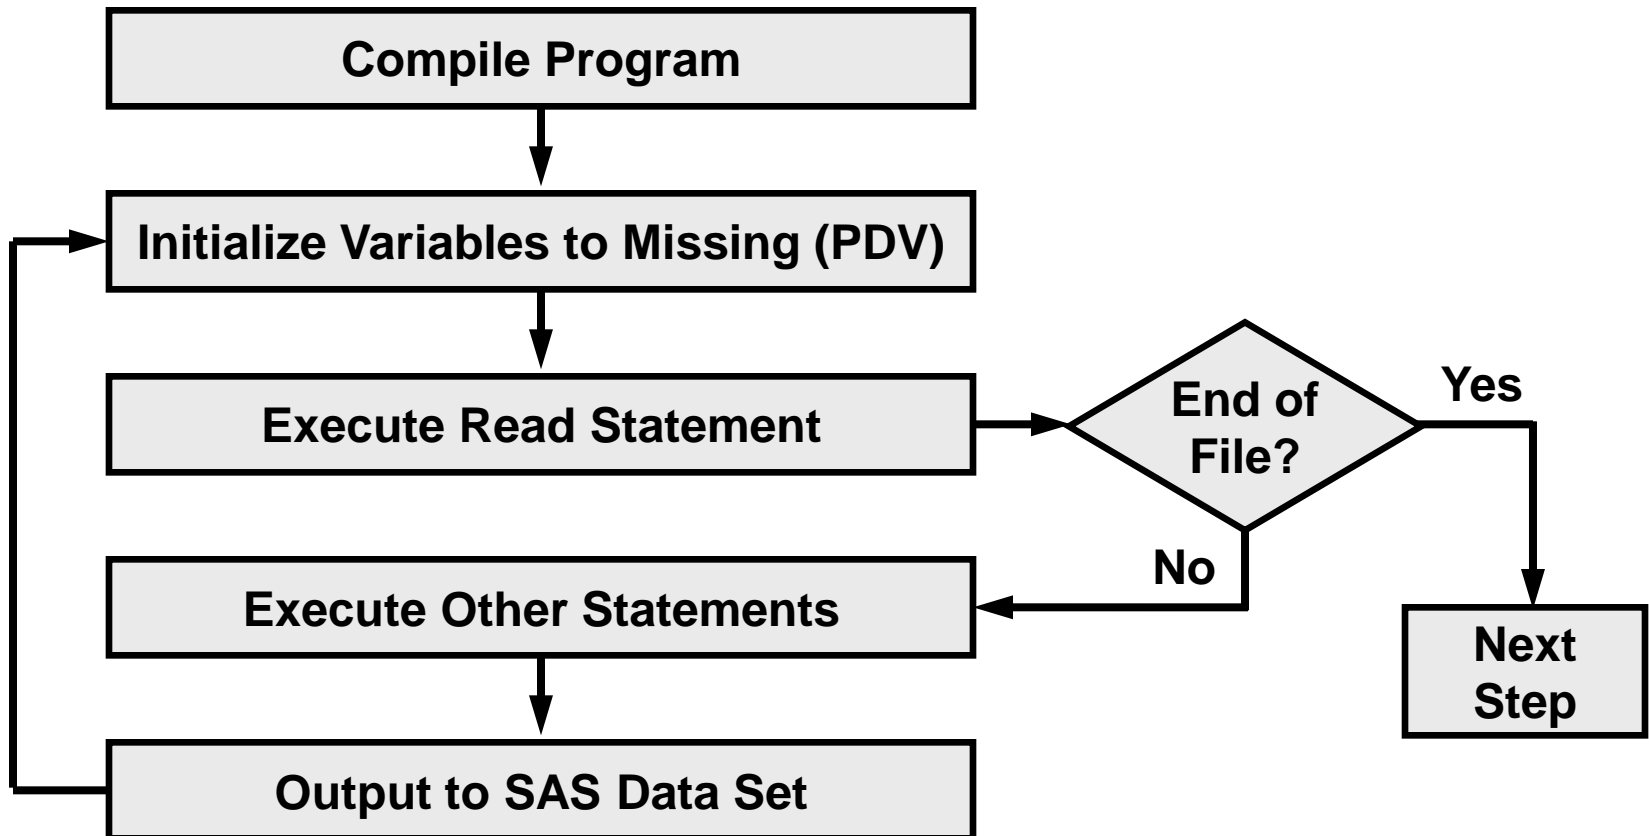 Compile Program
Initialize Variables to Missing (PDV)
Execute Read Statement
End of
File?
Yes
No
Execute Other Statements
Next
Step
Output to SAS Data Set